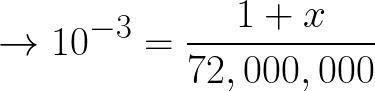 → 10^{-3} = \frac{1 + x}{72,000,000}